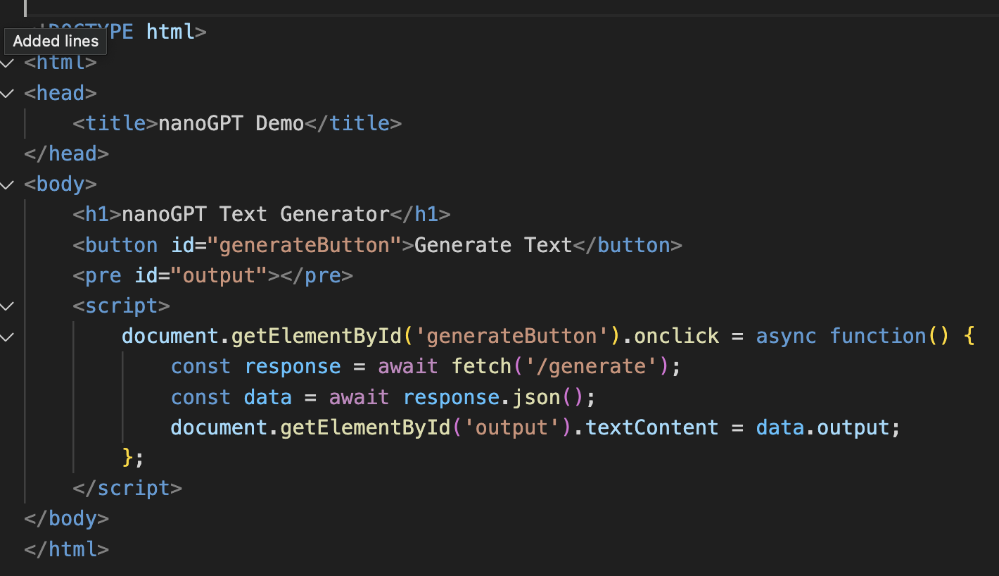 <!DOCTYPE html>
Added lines
<html>
<head>
    <title>nanoGPT Demo</title>
</head>
<body>
    <h1>nanoGPT Text Generator</h1>
    <button id="generateButton">Generate Text</button>
    <pre id="output"></pre>
    <script>
        document.getElementById('generateButton').onclick = async function() {
            const response = await fetch('/generate');
            const data = await response.json();
            document.getElementById('output').textContent = data.output;
        };
    </script>
</body>
</html>